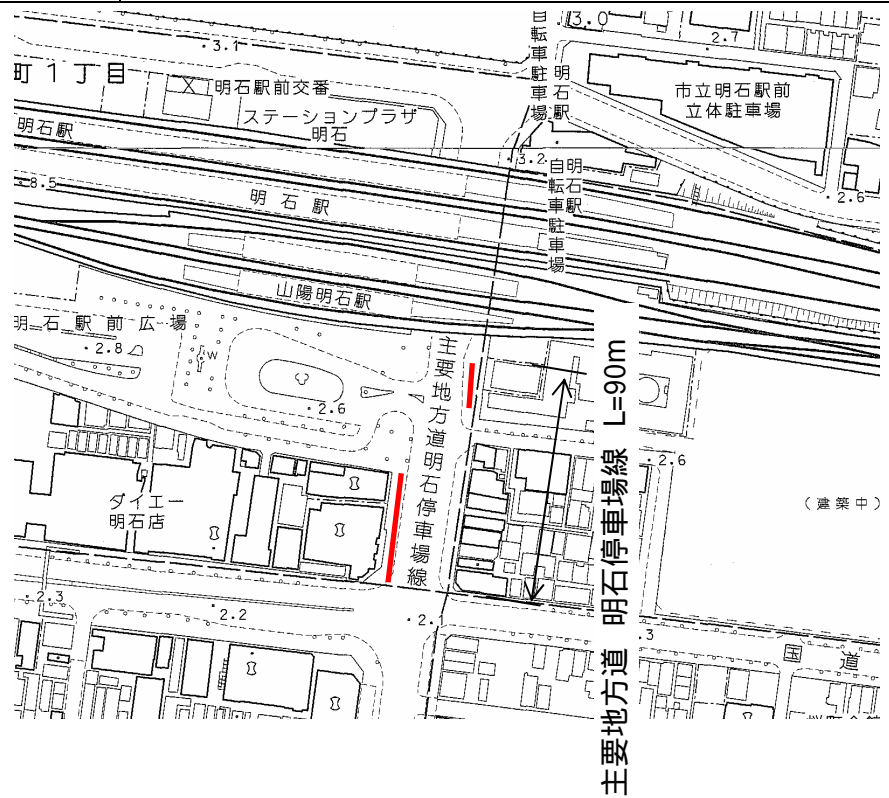 3.0
3.1
2.7
自転車駐車場
明石駅
町1丁目
明石駅前交番
ステーションプラザ
明石
市立明石駅前
立体駐車場
明石駅
3.2
自転車駐車場
明石駅
8.5
明石駅
2.6
山陽明石駅
明石駅前広場
W
2.8
主要地方道明石停車場線
2.6
主要地方道 明石停車場線 L=90m
2.6
ダイエー
明石店
(建築中)
2.3
2.2
2.1
.3
国道